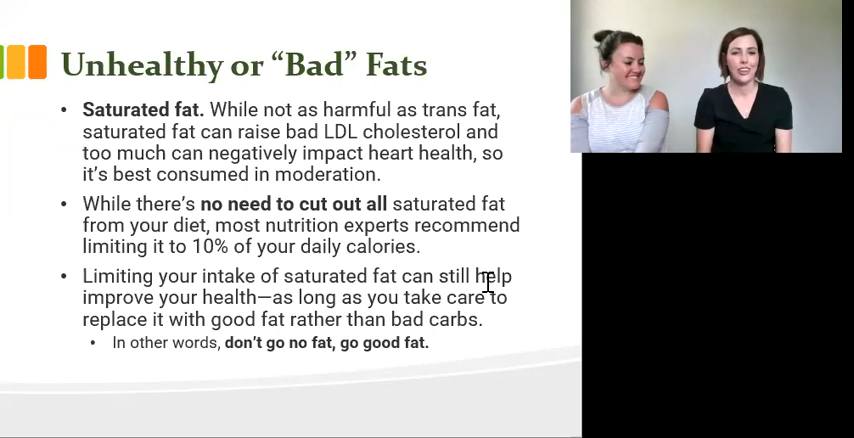 Unhealthy or “Bad” Fats
• Saturated fat. While not as harmful as trans fat,
saturated fat can raise bad LDL cholesterol and
too much can negatively impact heart health, so
it’s best consumed in moderation.
• While there’s no need to cut out all saturated fat
from your diet, most nutrition experts recommend
limiting it to 10% of your daily calories.
• Limiting your intake of saturated fat can still help
improve your health—as long as you take care to
replace it with good fat rather than bad carbs.
• In other words, don’t go no fat, go good fat.